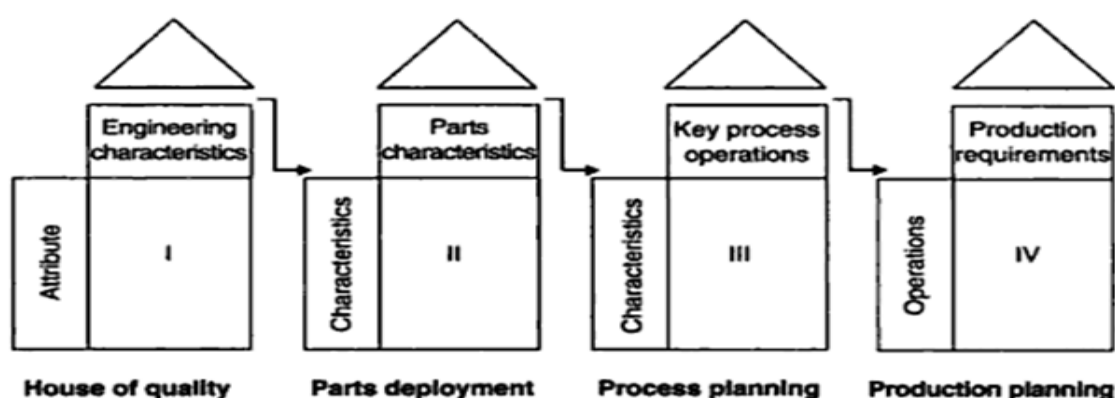 Engineering
characteristics
Attribute
I
House of quality
Parts
characteristics
Characteristics
II
Parts deployment
Key process
operations
Characteristics
III
Process planning
Production
requirements
Operations
IV
Production planning